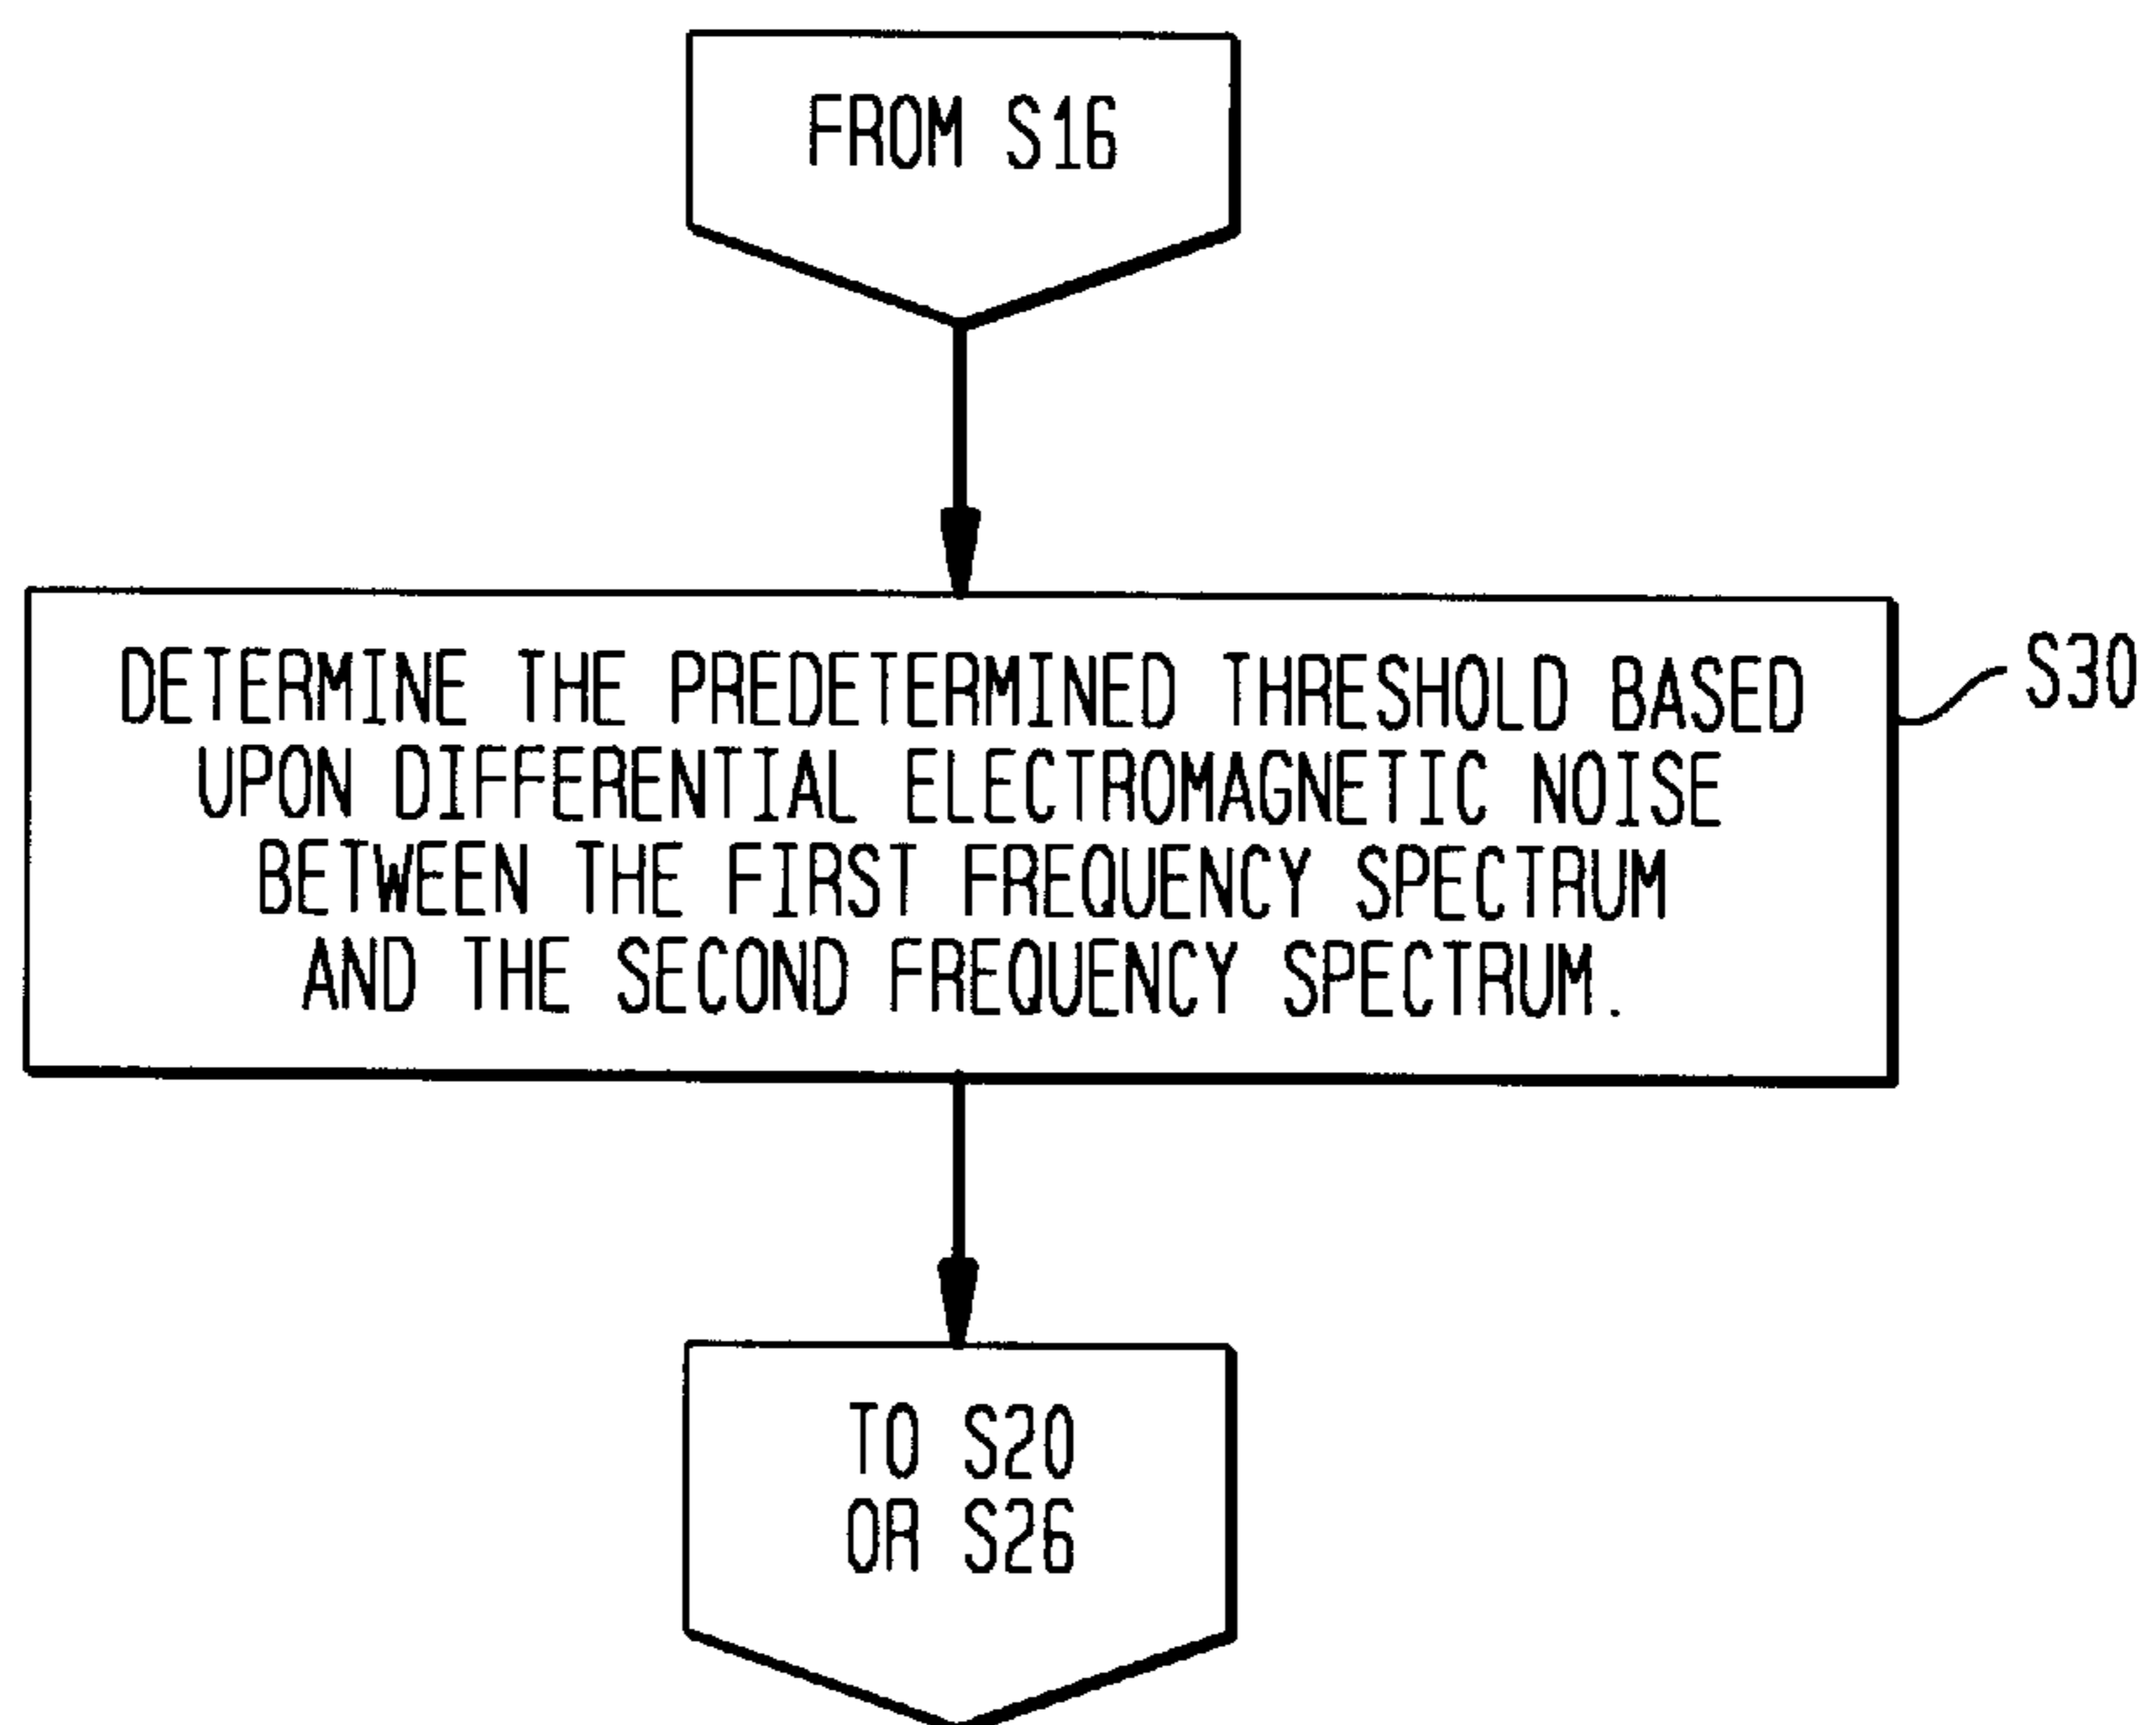 FROM S16
DETERMINE THE PREDETERMINED THRESHOLD BASED
UPON DIFFERENTIAL ELECTROMAGNETIC NOISE
BETWEEN THE FIRST FREQUENCY SPECTRUM
AND THE SECOND FREQUENCY SPECTRUM.
S30
TO S20
OR S26